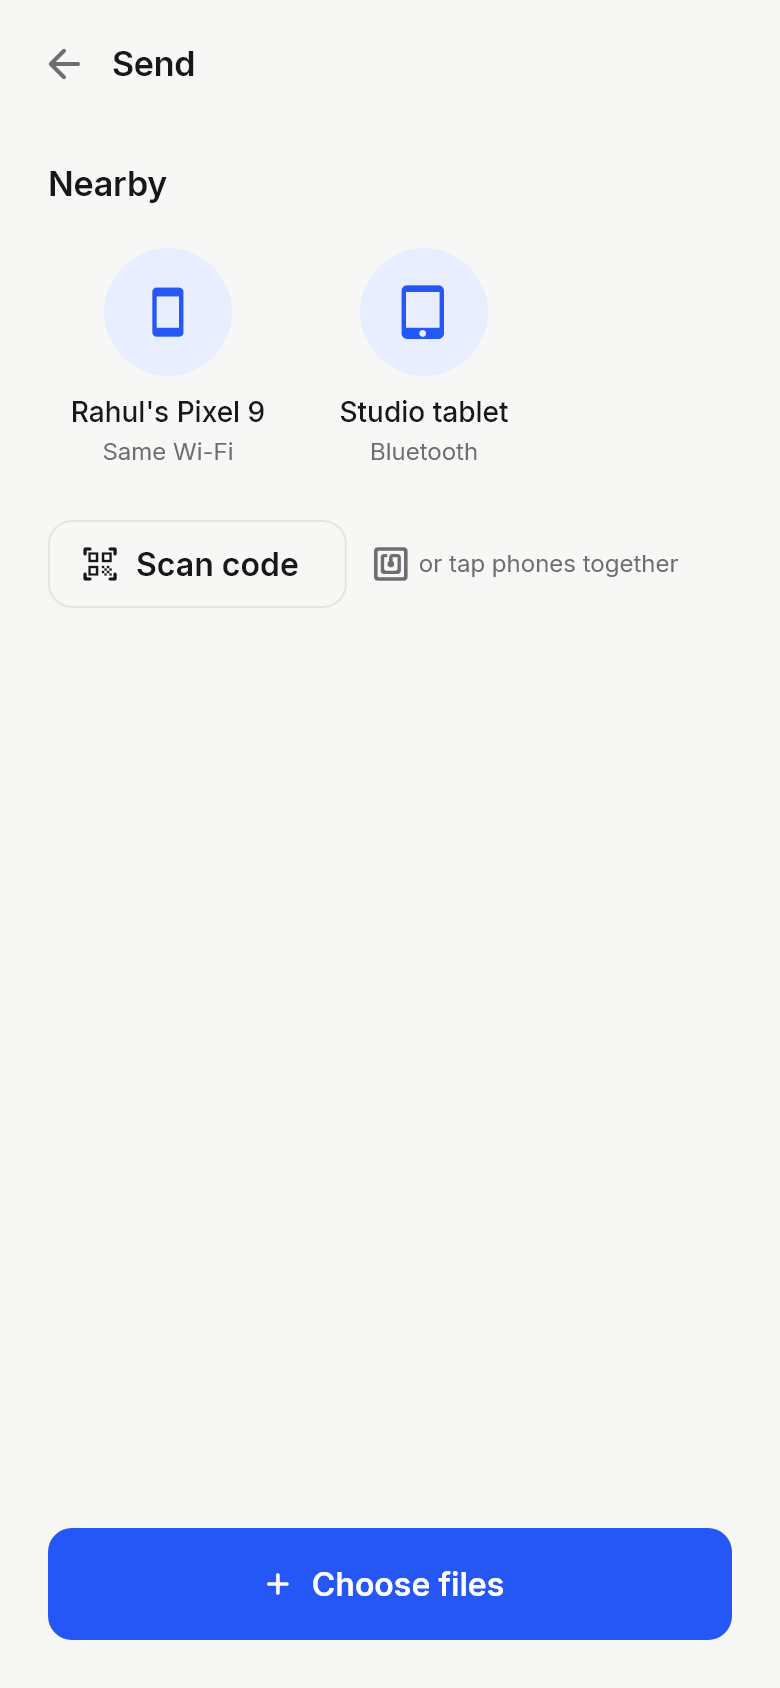 Send
Nearby
Rahul's Pixel 9
Same Wi-Fi
Studio tablet
Bluetooth
Scan code
or tap phones together
Choose files